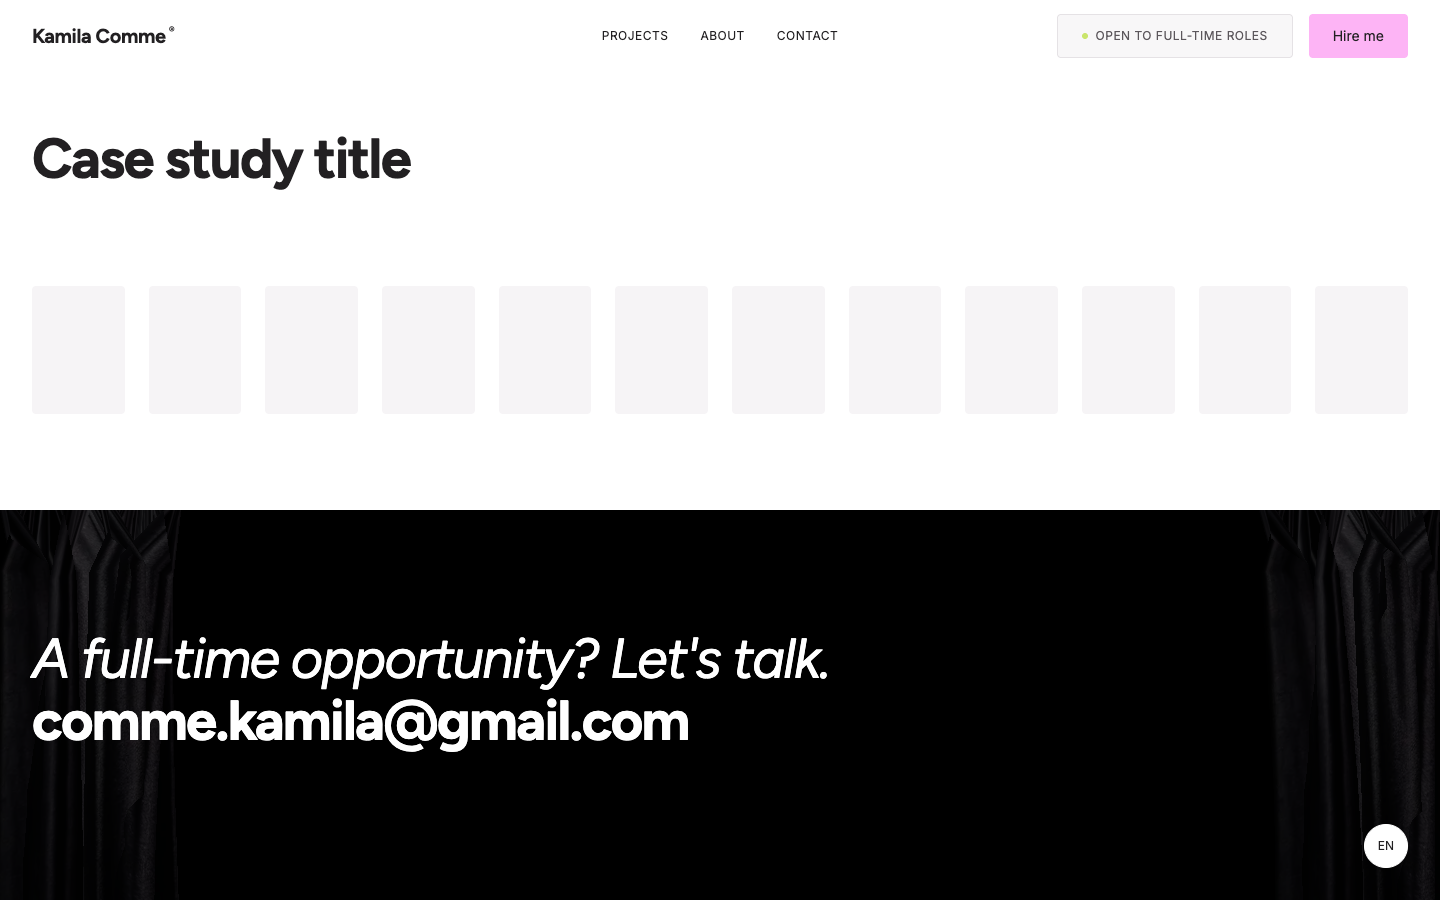 Kamila Comme®
PROJECTS ABOUT CONTACT
OPEN TO FULL-TIME ROLES
Hire me
Case study title
A full-time opportunity? Let's talk.
comme.kamila@gmail.com
EN